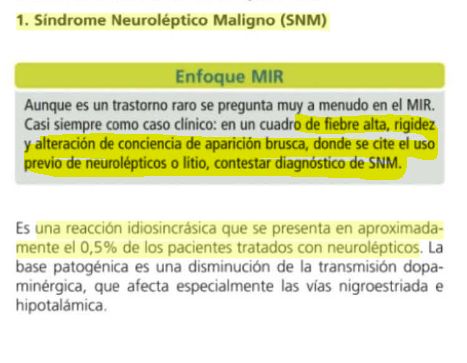 1. Síndrome Neuroléptico Maligno (SNM)
Enfoque MIR
Aunque es un trastorno raro se pregunta muy a menudo en el MIR.
Casi siempre como caso clínico: en un cuadro de fiebre alta, rigidez
y alteración de conciencia de aparición brusca, donde se cite el uso
previo de neurolépticos o litio, contestar diagnóstico de SNM.
Es una reacción idiosincrásica que se presenta en aproximada-
mente el 0,5% de los pacientes tratados con neurolépticos. La
base patogénica es una disminución de la transmisión dopa-
minérgica, que afecta especialmente las vías nigroestriada e
hipotalámica.